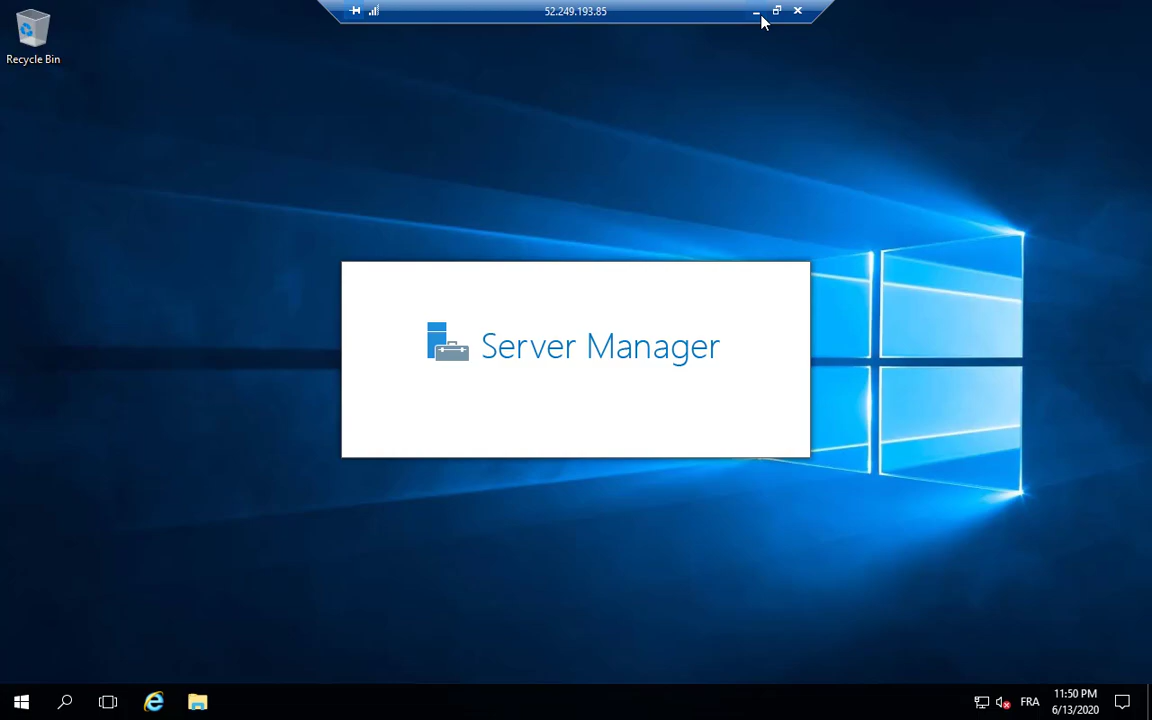 52.249.193.85
Recycle Bin
Server Manager
FRA
11:50 PM
6/13/2020